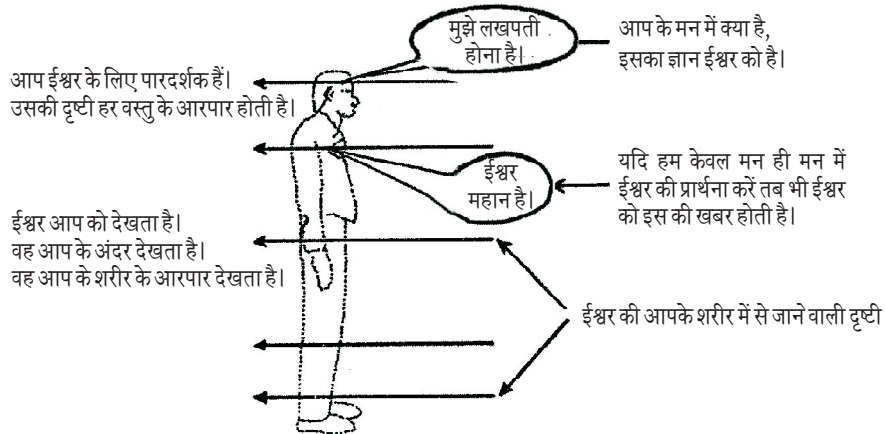 मुझे लखपती
होना है।
आप के मन में क्या है,
इसका ज्ञान ईश्वर को है।
आप ईश्वर के लिए पारदर्शक हैं।
उसकी दृष्टी हर वस्तु के आरपार होती है।
ईश्वर
महान है।
यदि हम केवल मन ही मन में
ईश्वर की प्रार्थना करें तब भी ईश्वर
को इस की खबर होती है।
ईश्वर आप को देखता है।
वह आप के अंदर देखता है।
वह आप के शरीर के आरपार देखता है।
ईश्वर की आपके शरीर में से जाने वाली दृष्टी